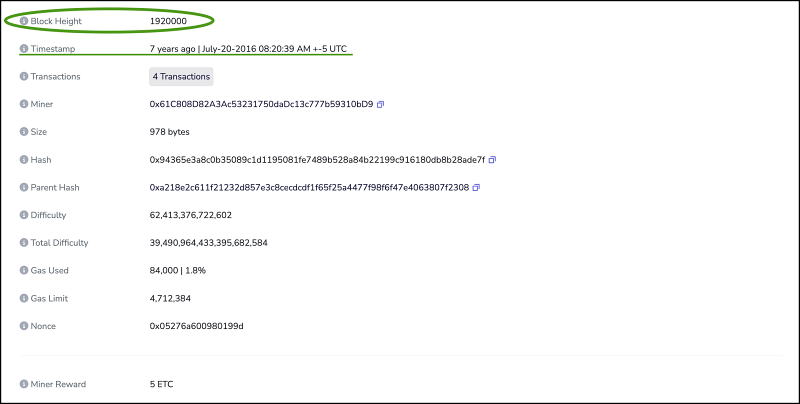 Block Height 1920000
Timestamp 7 years ago | July-20-2016 08:20:39 AM +-5 UTC
Transactions 4 Transactions
Miner 0x61C808D82A3Ac53231750daDc13c777b59310bD9
Size 978 bytes
Hash 0x94365e3a8c0b35089c1d1195081fe7489b528a84b22199c916180db8b28ade7f
Parent Hash 0xa218e2c611f21232d857e3c8cecdcdf1f65f25a4477f98f6f47e4063807f2308
Difficulty 62,413,376,722,602
Total Difficulty 39,490,964,433,395,682,584
Gas Used 84,000 | 1.8%
Gas Limit 4,712,384
Nonce 0x05276a600980199d
Miner Reward 5 ETC